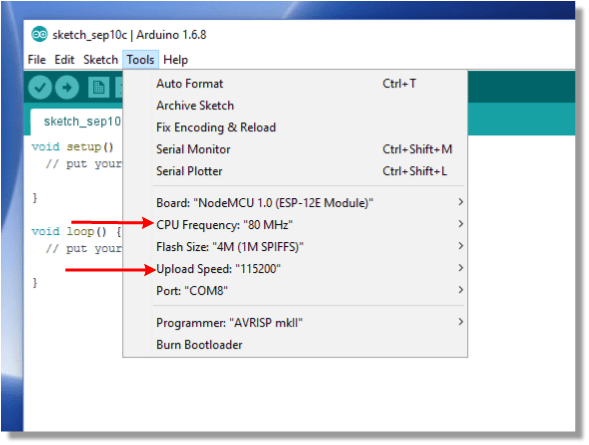 sketch_sep10c | Arduino 1.6.8
File Edit Sketch Tools Help
sketch_sep10
void setup()
// put your
}
void loop() {
// put your
}
Auto Format Ctrl+T
Archive Sketch
Fix Encoding & Reload
Serial Monitor Ctrl+Shift+M
Serial Plotter Ctrl+Shift+L
Board: "NodeMCU 1.0 (ESP-12E Module)"
CPU Frequency: "80 MHz"
Flash Size: "4M (1M SPIFFS)"
Upload Speed: "115200"
Port: "COM8"
Programmer: "AVRISP mkII"
Burn Bootloader